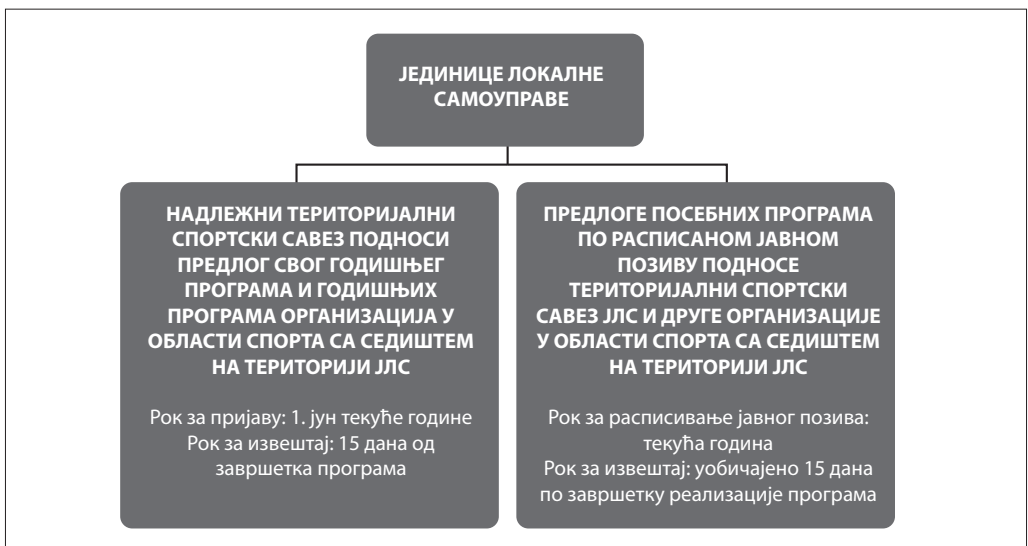 ЈЕДИНИЦЕ ЛОКАЛНЕ
САМОУПРАВЕ
НАДЛЕЖНИ ТЕРИТОРИЈАЛНИ
СПОРТСКИ САВЕЗ ПОДНОСИ
ПРЕДЛОГ СВОГ ГОДИШЊЕГ
ПРОГРАМА И ГОДИШЊИХ
ПРОГРАМА ОРГАНИЗАЦИЈА У
ОБЛАСТИ СПОРТА СА СЕДИШТЕМ
НА ТЕРИТОРИЈИ ЈЛС
Рок за пријаву: 1. јун текуће године
Рок за извештај: 15 дана од
завршетка програма
ПРЕДЛОГЕ ПОСЕБНИХ ПРОГРАМА
ПО РАСПИСАНОМ ЈАВНОМ
ПОЗИВУ ПОДНОСЕ
ТЕРИТОРИЈАЛНИ СПОРТСКИ
САВЕЗ ЈЛС И ДРУГЕ ОРГАНИЗАЦИЈЕ
У ОБЛАСТИ СПОРТА СА СЕДИШТЕМ
НА ТЕРИТОРИЈИ ЈЛС
Рок за расписивање јавног позива:
текућа година
Рок за извештај: уобичајено 15 дана
по завршетку реализације програма